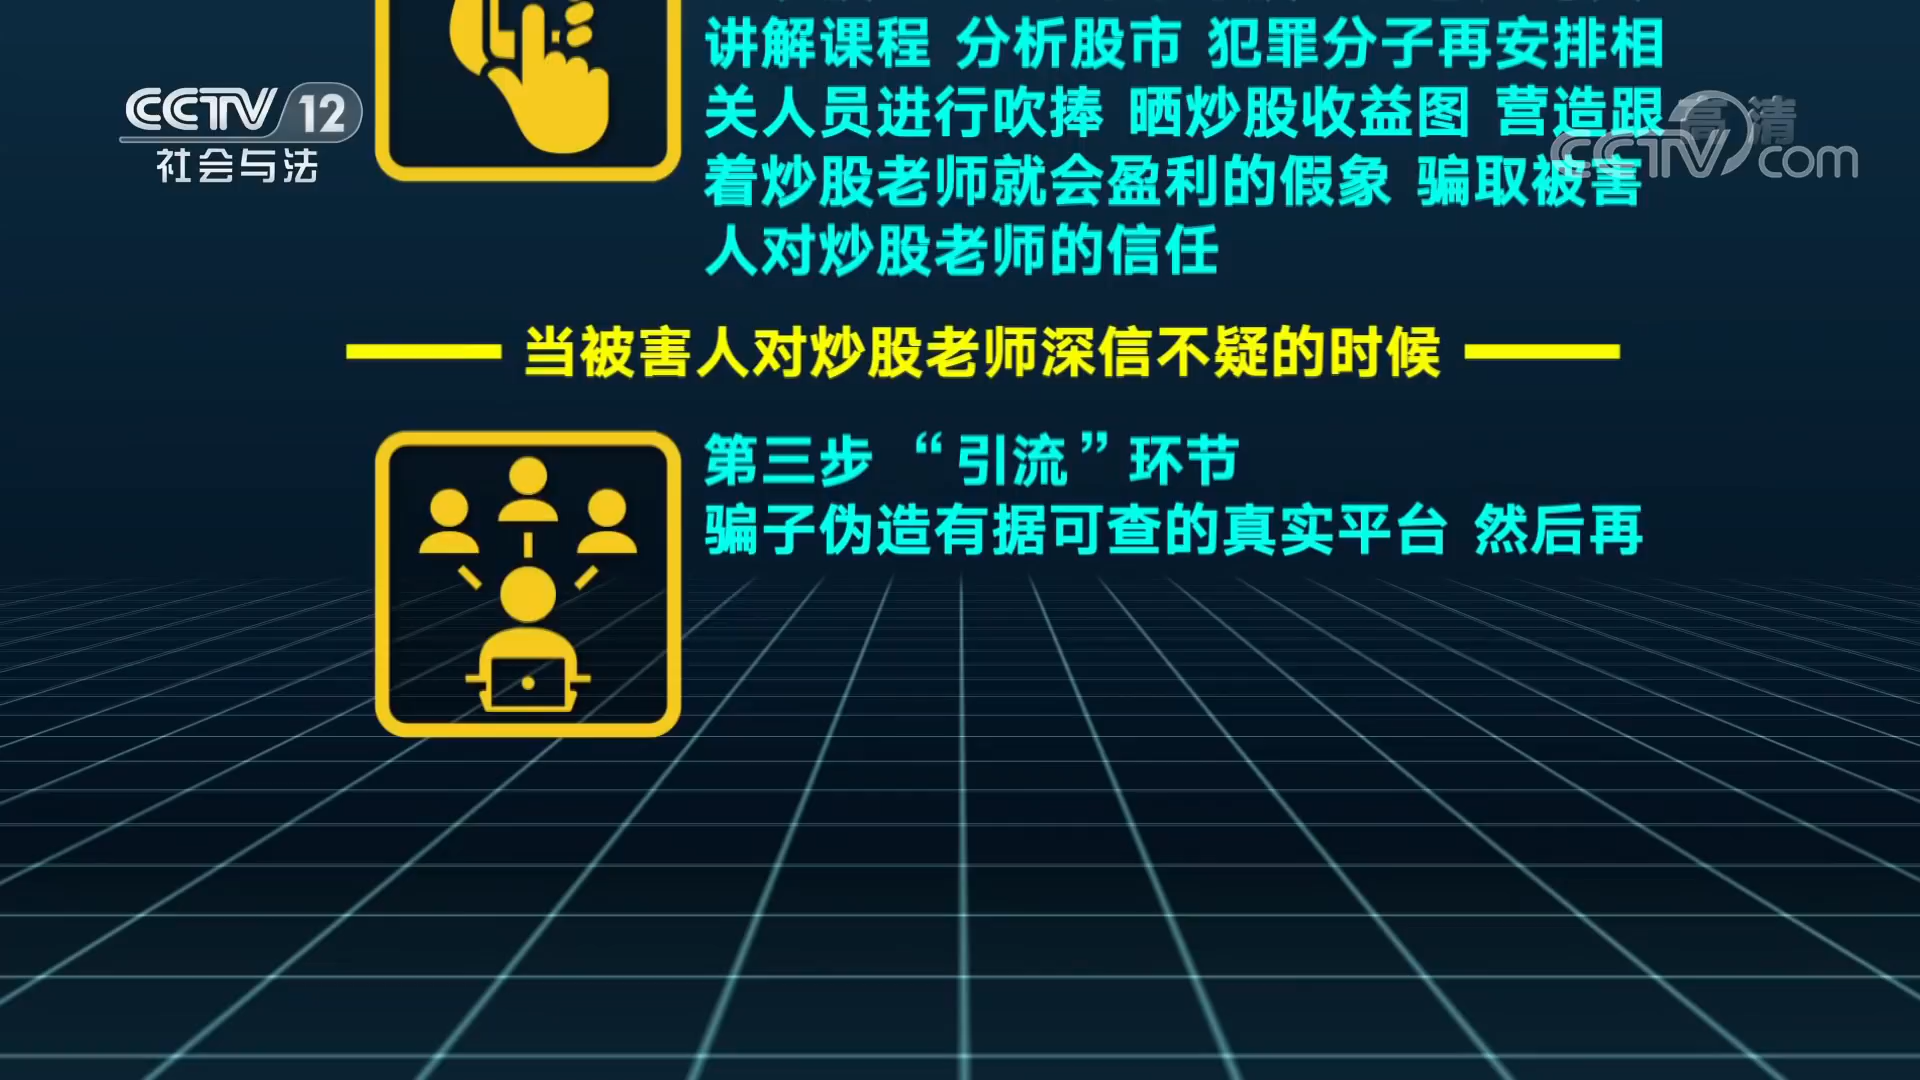 讲解课程 分析股市 犯罪分子再安排相
关人员进行吹捧 晒炒股收益图 营造跟
着炒股老师就会盈利的假象 骗取被害
人对炒股老师的信任
CCTV 12
社会与法
高清
CCTV com
当被害人对炒股老师深信不疑的时候
第三步 “引流”环节
骗子伪造有据可查的真实平台 然后再